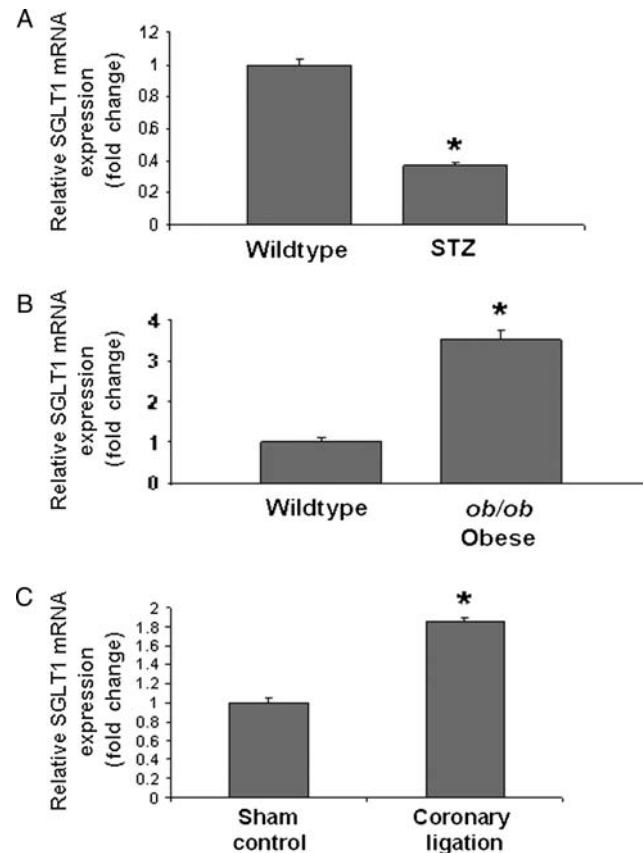 A
Relative SGLT1 mRNA
expression
(fold change)
12
1
0.8
0.6
0.4
0.2
0
*
Wildtype
STZ
B
Relative SGLT1 mRNA
expression
(fold change)
4
3
2
1
0
*
Wildtype
ob/ob
Obese
C
Relative SGLT1 mRNA
expression
(fold change)
2
1.8
1.6
1.4
1.2
1
0.8
0.6
0.4
0.2
0
*
Sham
control
Coronary
ligation